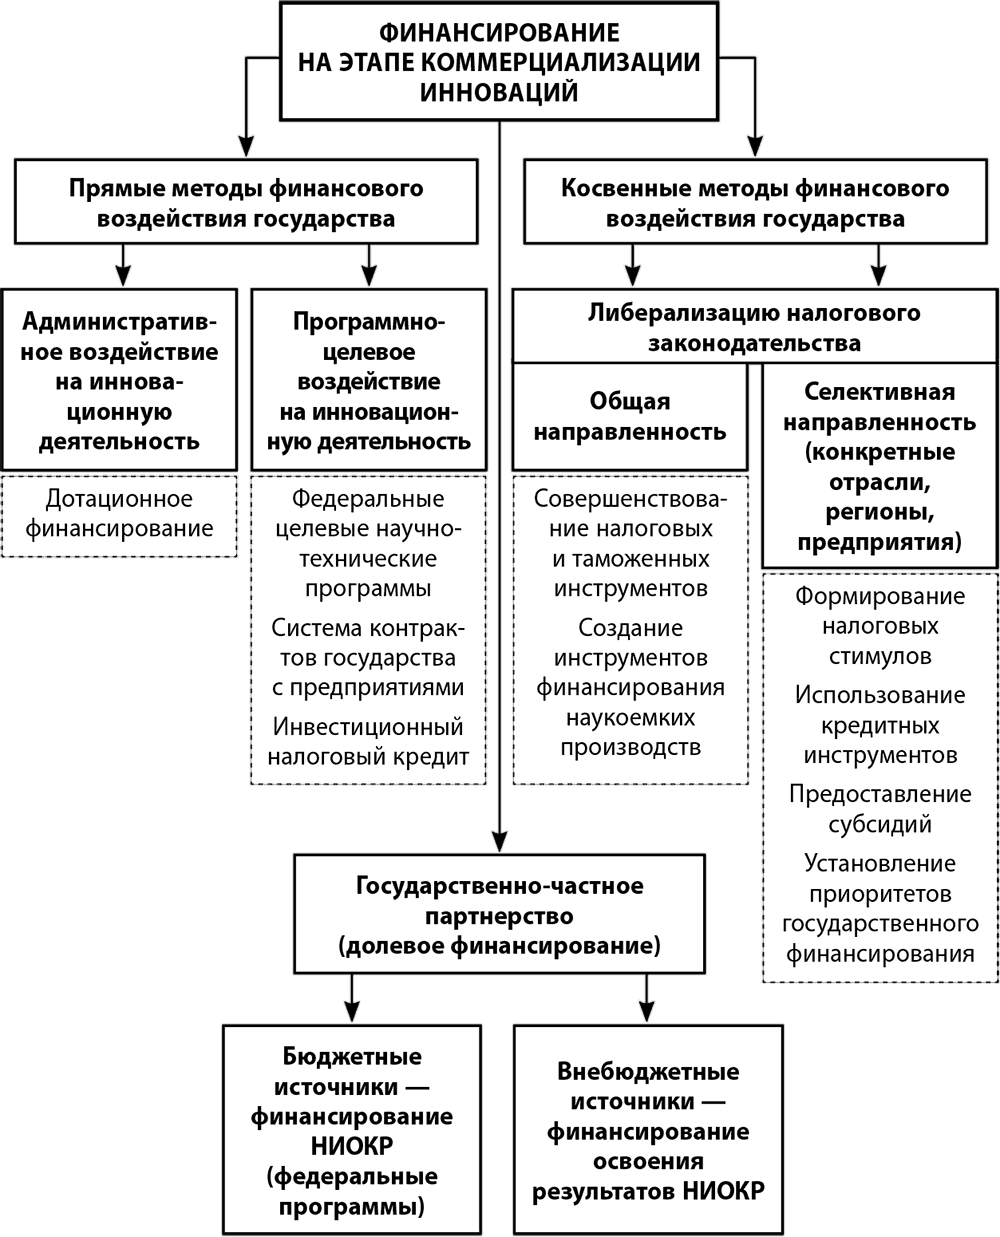 ФИНАНСИРОВАНИЕ
НА ЭТАПЕ КОММЕРЦИАЛИЗАЦИИ
ИННОВАЦИЙ
Прямые методы финансового
воздействия государства
Косвенные методы финансового
воздействия государства
Административ-
ное воздействие
на иннова-
ционную
деятельность
Программно-
целевое
воздействие
на инновацион-
ную деятельность
Либерализацию налогового
законодательства
Общая
направленность
Селективная
направленность
(конкретные
отрасли,
регионы,
предприятия)
Дотационное
финансирование
Федеральные
целевые научно-
технические
программы
Система контрак-
тов государства
с предприятиями
Инвестиционный
налоговый кредит
Совершенствова-
ние налоговых
и таможенных
инструментов
Создание
инструментов
финансирования
наукоемких
производств
Формирование
налоговых
стимулов
Использование
кредитных
инструментов
Предоставление
субсидий
Установление
приоритетов
государственного
финансирования
Государственно-частное
партнерство
(долевое финансирование)
Бюджетные
источники —
финансирование
НИОКР
(федеральные
программы)
Внебюджетные
источники —
финансирование
освоения
результатов НИОКР